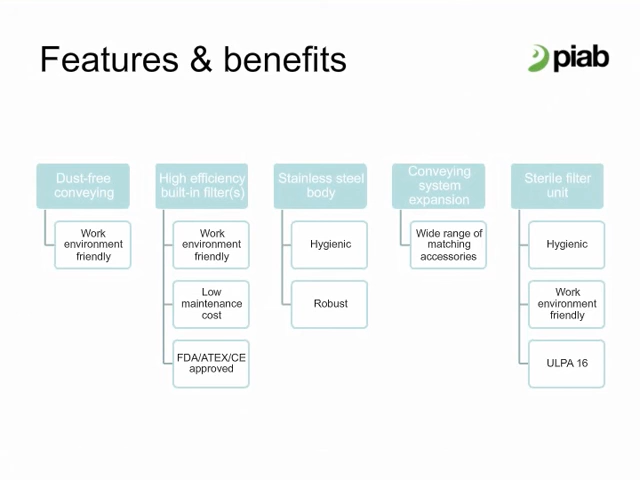 Features & benefits
piab
Dust-free
conveying
Work
environment
friendly
High efficiency
built-in filter(s)
Work
environment
friendly
Low
maintenance
cost
FDA/ATEX/CE
approved
Stainless steel
body
Hygienic
Robust
Conveying
system
expansion
Wide range of
matching
accessories
Sterile filter
unit
Hygienic
Work
environment
friendly
ULPA 16